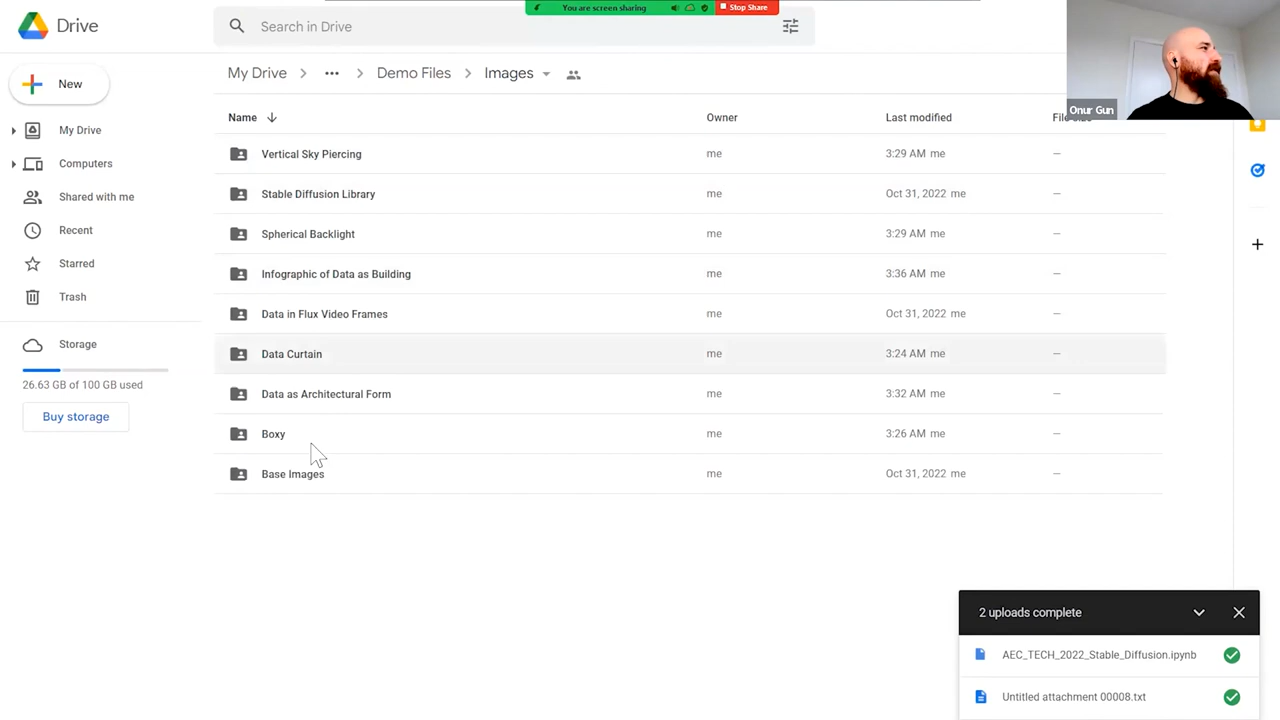 You are screen sharing
Stop Share
Drive
Search in Drive
New
My Drive
Demo Files
Images
Onur Gun
Name
Owner
Last modified
My Drive
Computers
Shared with me
Recent
Starred
Trash
Storage
26.63 GB of 100 GB used
Buy storage
Vertical Sky Piercing me 3:29 AM me —
Stable Diffusion Library me Oct 31, 2022 me —
Spherical Backlight me 3:29 AM me —
Infographic of Data as Building me 3:36 AM me —
Data in Flux Video Frames me Oct 31, 2022 me —
Data Curtain me 3:24 AM me —
Data as Architectural Form me 3:32 AM me —
Boxy me 3:26 AM me —
Base Images me Oct 31, 2022 me —
2 uploads complete
AEC_TECH_2022_Stable_Diffusion.ipynb
Untitled attachment 00008.txt